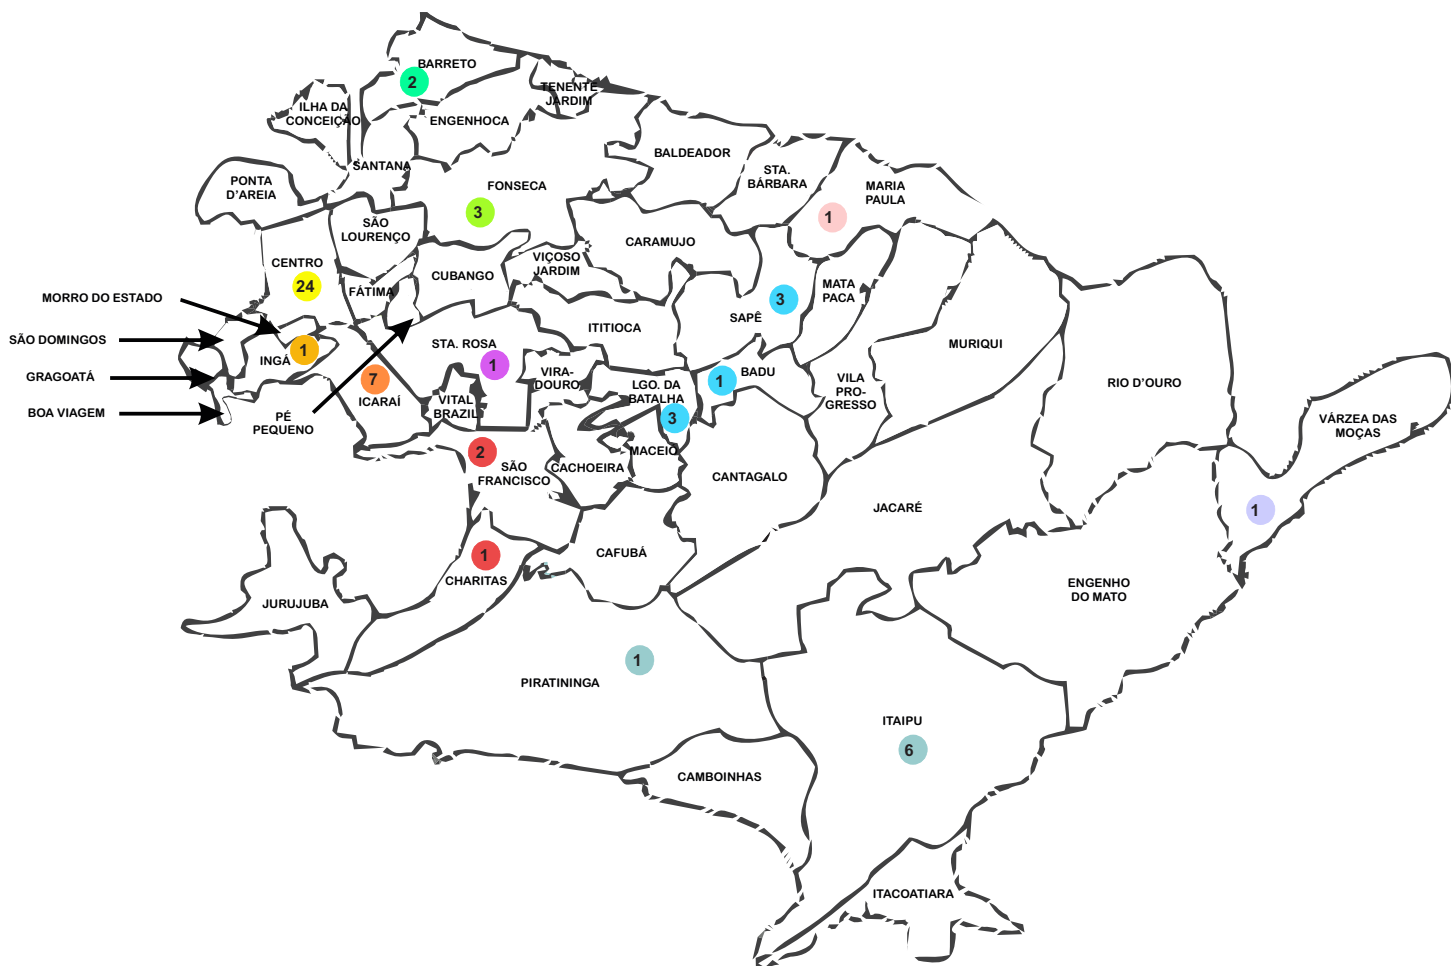 BARRETO
2
TENENTE
JARDIM
ILHA DA
CONCEIÇÃO
ENGENHOCA
BALDEADOR
SANTANA
STA.
BÁRBARA
PONTA
D'AREIA
FONSECA
MARIA
PAULA
3
1
SÃO
LOURENÇO
CARAMUJO
CENTRO
24
FÁTIMA
CUBANGO
VIÇOSO
JARDIM
MATA
PACA
MORRO DO ESTADO
3
SAPÊ
SÃO DOMINGOS
ITITIOCA
STA. ROSA
MURIQUI
INGÁ
1
GRAGOATÁ
7
ICARAÍ
1
VIRA-
DOURO
BADU
1
RIO D'OURO
LGO. DA
BATALHA
3
VILA
PRO-
GRESSO
BOA VIAGEM
PÉ
PEQUENO
VITAL
BRAZIL
VÁRZEA DAS
MOÇAS
2
SÃO
FRANCISCO
CACHOEIRA
MACEIÓ
CANTAGALO
JACARÉ
1
1
CHARITAS
CAFUBÁ
ENGENHO
DO MATO
JURUJUBA
1
PIRATININGA
ITAIPU
6
CAMBOINHAS
ITACOATIARA